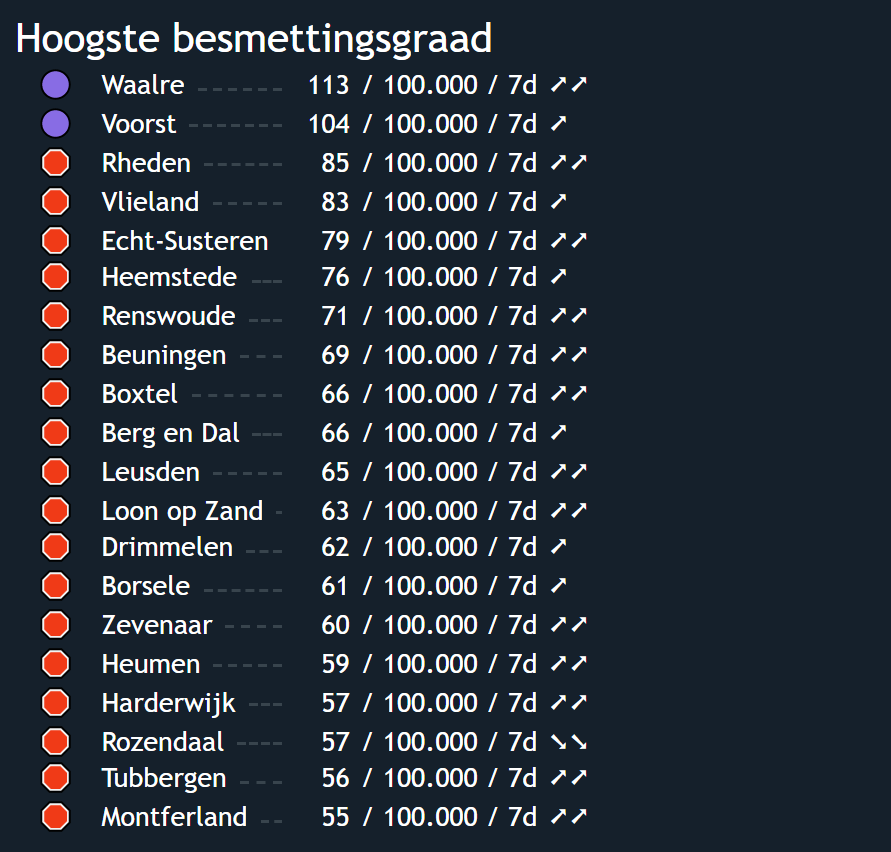 Hoogste besmettingsgraad
Waalre ------ 113 / 100.000 / 7d ➚➚
Voorst ------- 104 / 100.000 / 7d ➚
Rheden ------ 85 / 100.000 / 7d ➚➚
Vlieland ----- 83 / 100.000 / 7d ➚
Echt-Susteren 79 / 100.000 / 7d ➚➚
Heemstede --- 76 / 100.000 / 7d ➚
Renswoude --- 71 / 100.000 / 7d ➚➚
Beuningen --- 69 / 100.000 / 7d ➚➚
Boxtel ------- 66 / 100.000 / 7d ➚➚
Berg en Dal --- 66 / 100.000 / 7d ➚
Leusden ----- 65 / 100.000 / 7d ➚➚
Loon op Zand - 63 / 100.000 / 7d ➚➚
Drimmelen --- 62 / 100.000 / 7d ➚
Borsele ------ 61 / 100.000 / 7d ➚
Zevenaar ---- 60 / 100.000 / 7d ➚➚
Heumen ----- 59 / 100.000 / 7d ➚➚
Harderwijk --- 57 / 100.000 / 7d ➚➚
Rozendaal ---- 57 / 100.000 / 7d ➘➘
Tubbergen --- 56 / 100.000 / 7d ➚➚
Montferland -- 55 / 100.000 / 7d ➚➚